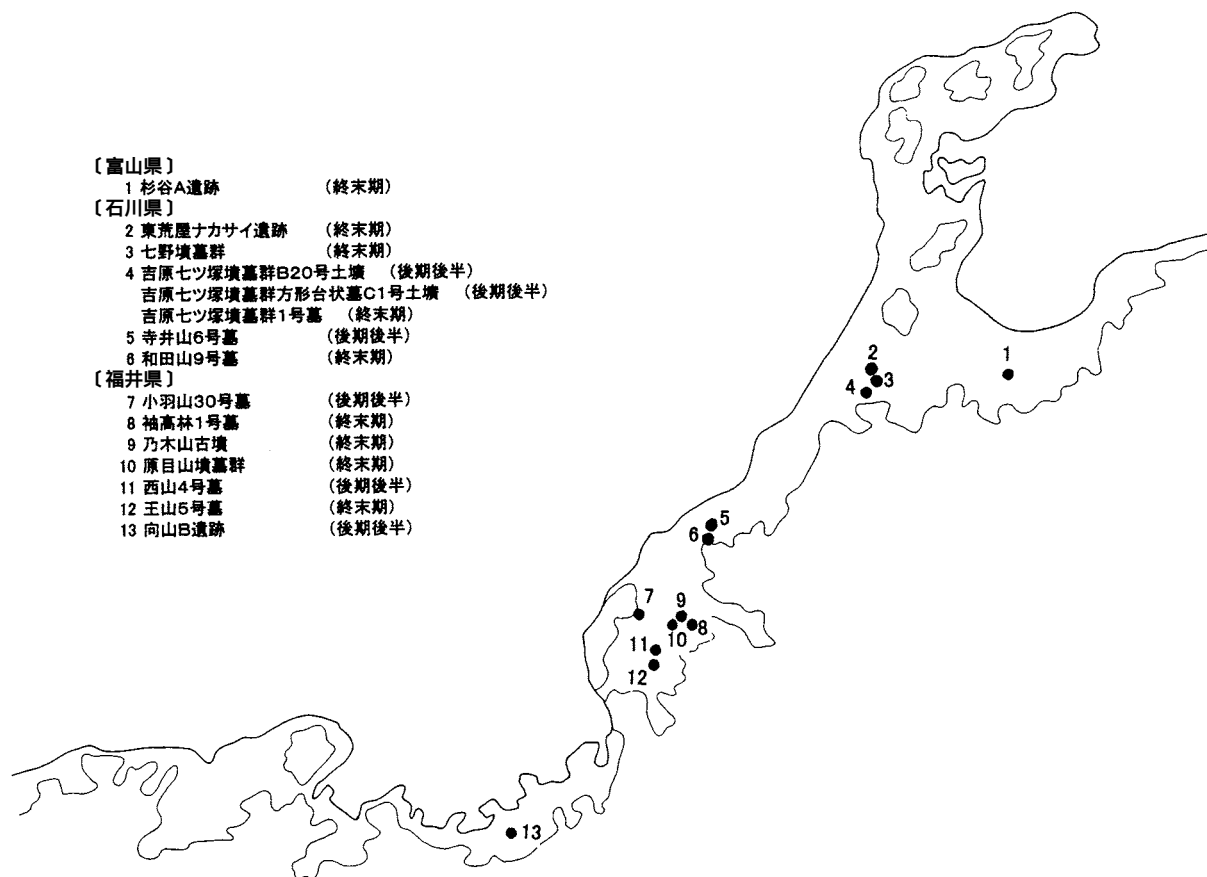 〔富山県〕
1 杉谷A遺跡 (終末期)
〔石川県〕
2 東荒屋ナカサイ遺跡 (終末期)
3 七野墳墓群 (終末期)
4 吉原七ツ塚墳墓群B20号土壙 (後期後半)
吉原七ツ塚墳墓群方形台状墓C1号土壙 (後期後半)
吉原七ツ塚墳墓群1号墓 (終末期)
5 寺井山6号墓 (後期後半)
6 和田山9号墓 (終末期)
〔福井県〕
7 小羽山30号墓 (後期後半)
8 袖高林1号墓 (終末期)
9 乃木山古墳 (終末期)
10 原目山墳墓群 (終末期)
11 西山4号墓 (後期後半)
12 王山5号墓 (終末期)
13 向山B遺跡 (後期後半)
1
2
3
4
5
6
7
9
8
10
11
12
13